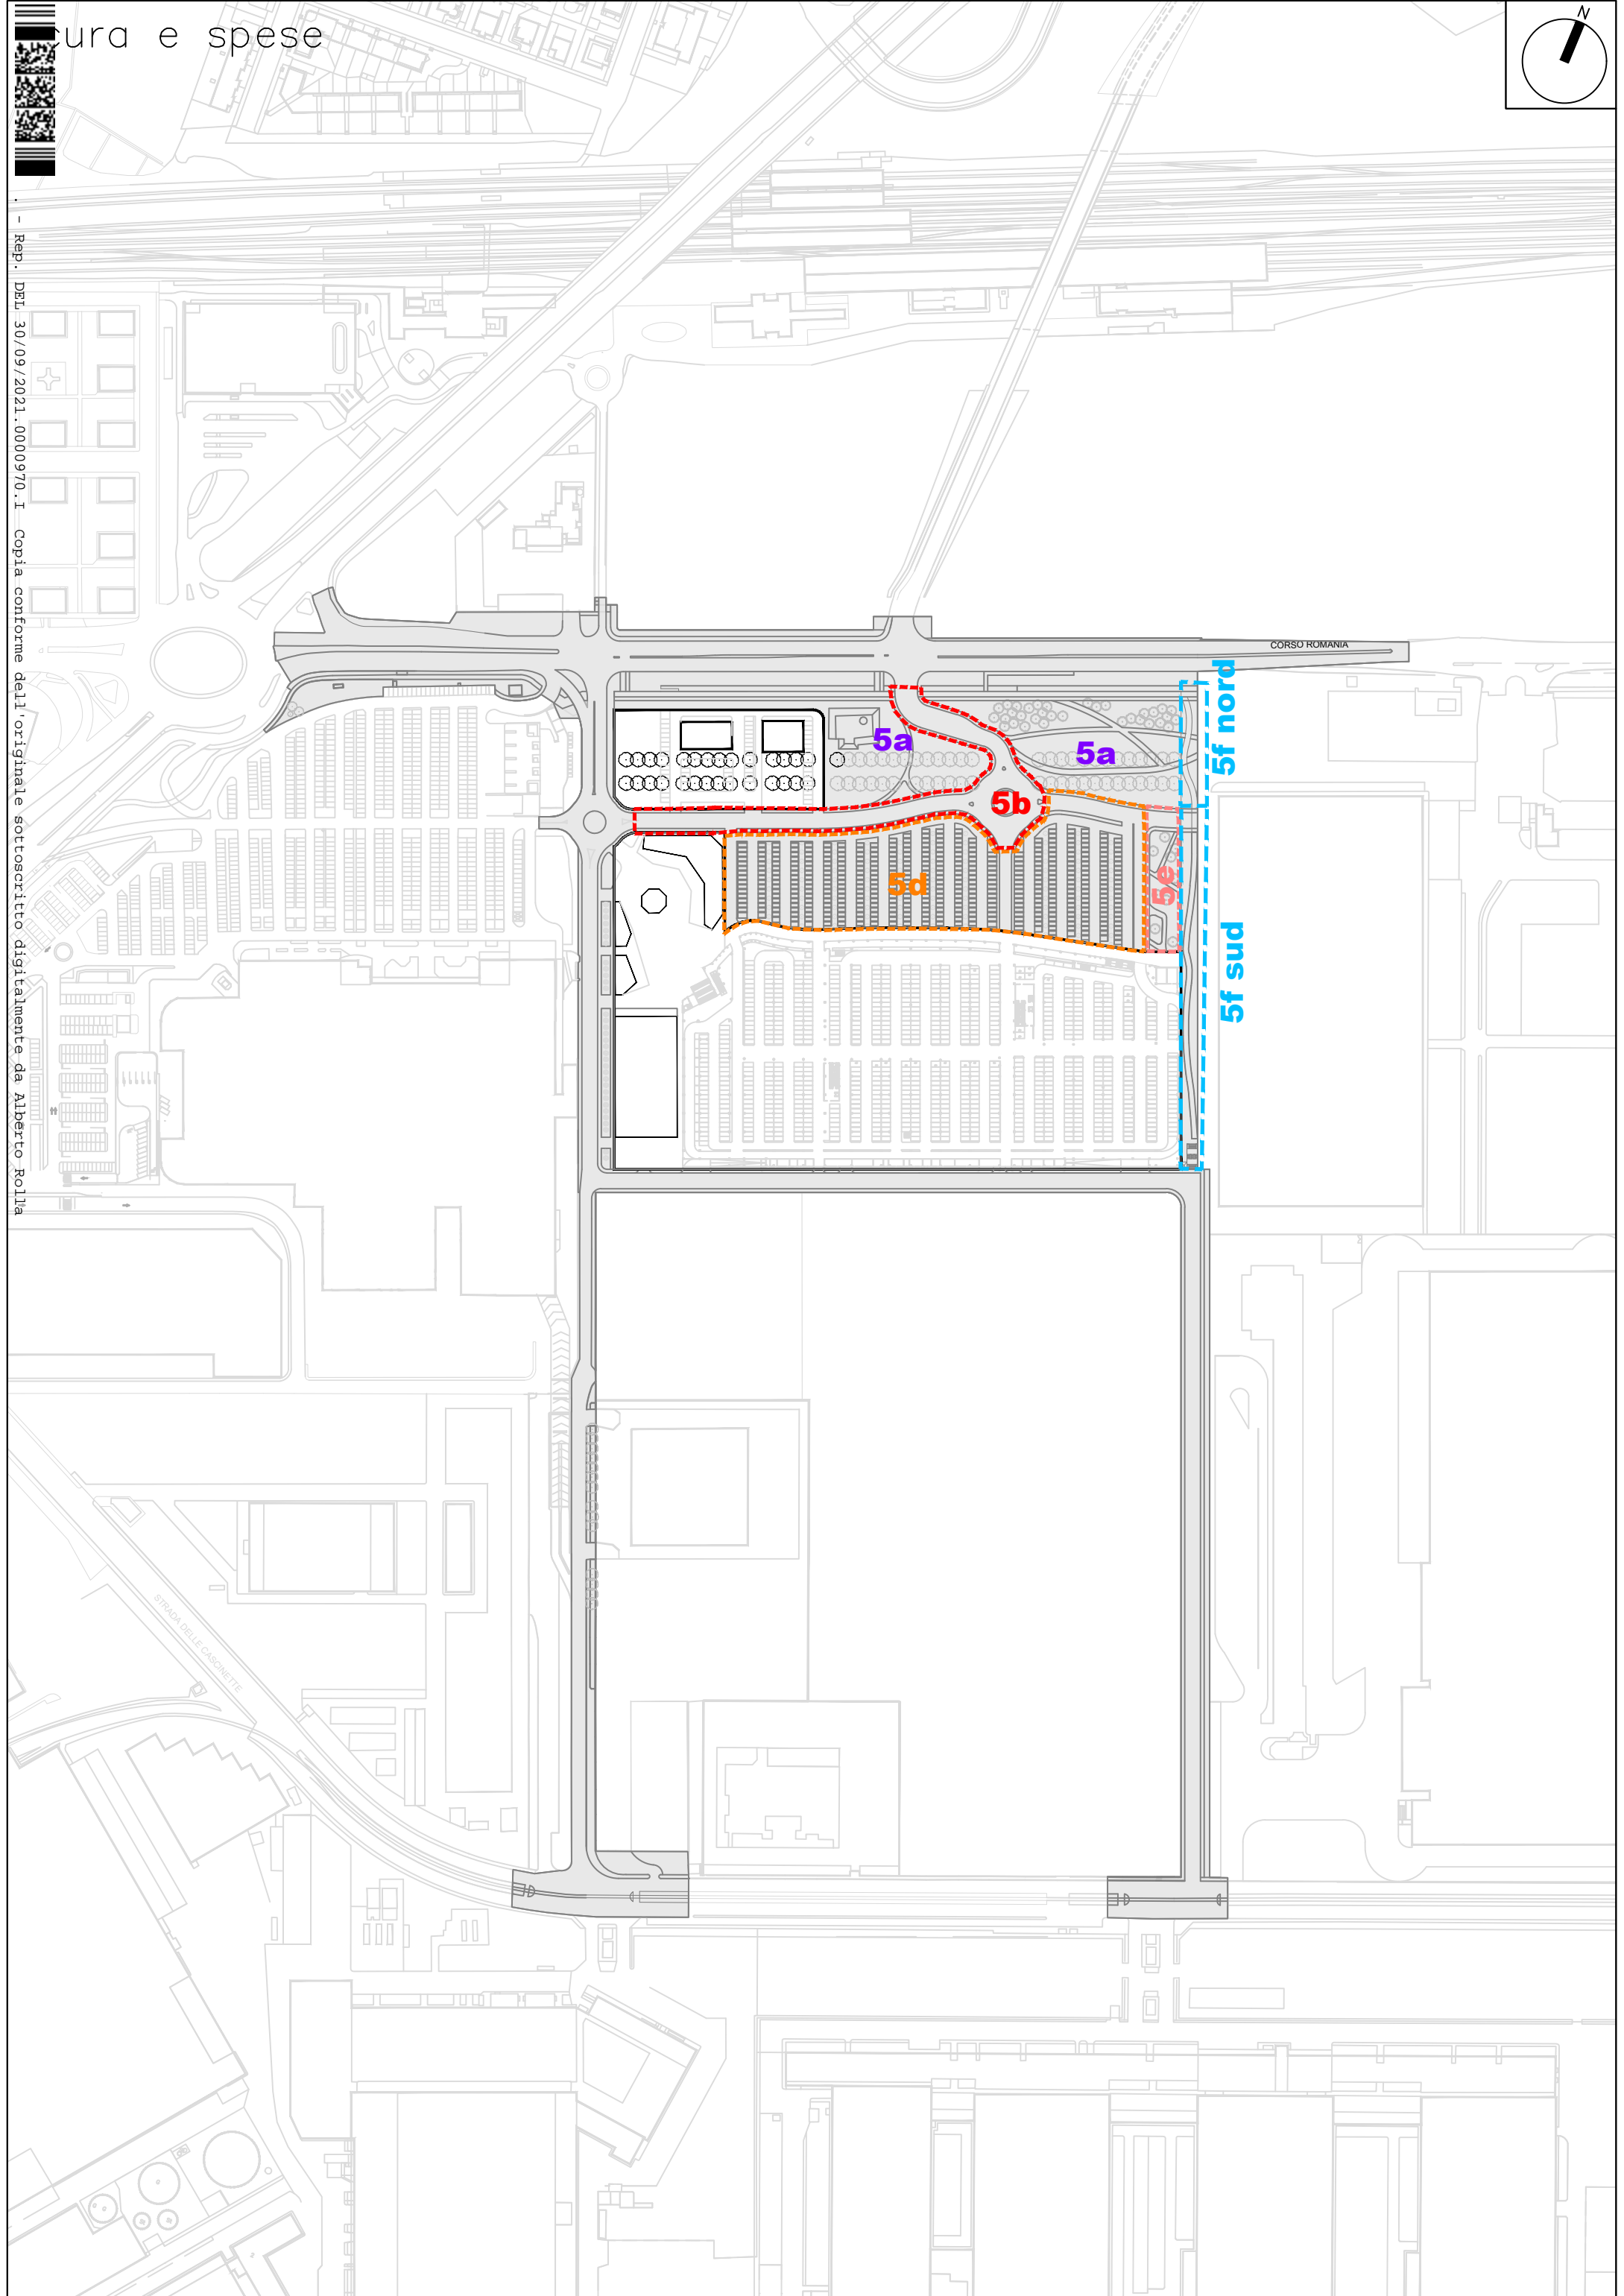 cura e spese
N
. - Rep. DEL 30/09/2021.0000970.I Copia conforme dell'originale sottoscritto digitalmente da Alberto Rolla
CORSO ROMANIA
5f nord
5a
5a
5b
5d
5e
5f sud
STRADA DELLE CASCINETTE